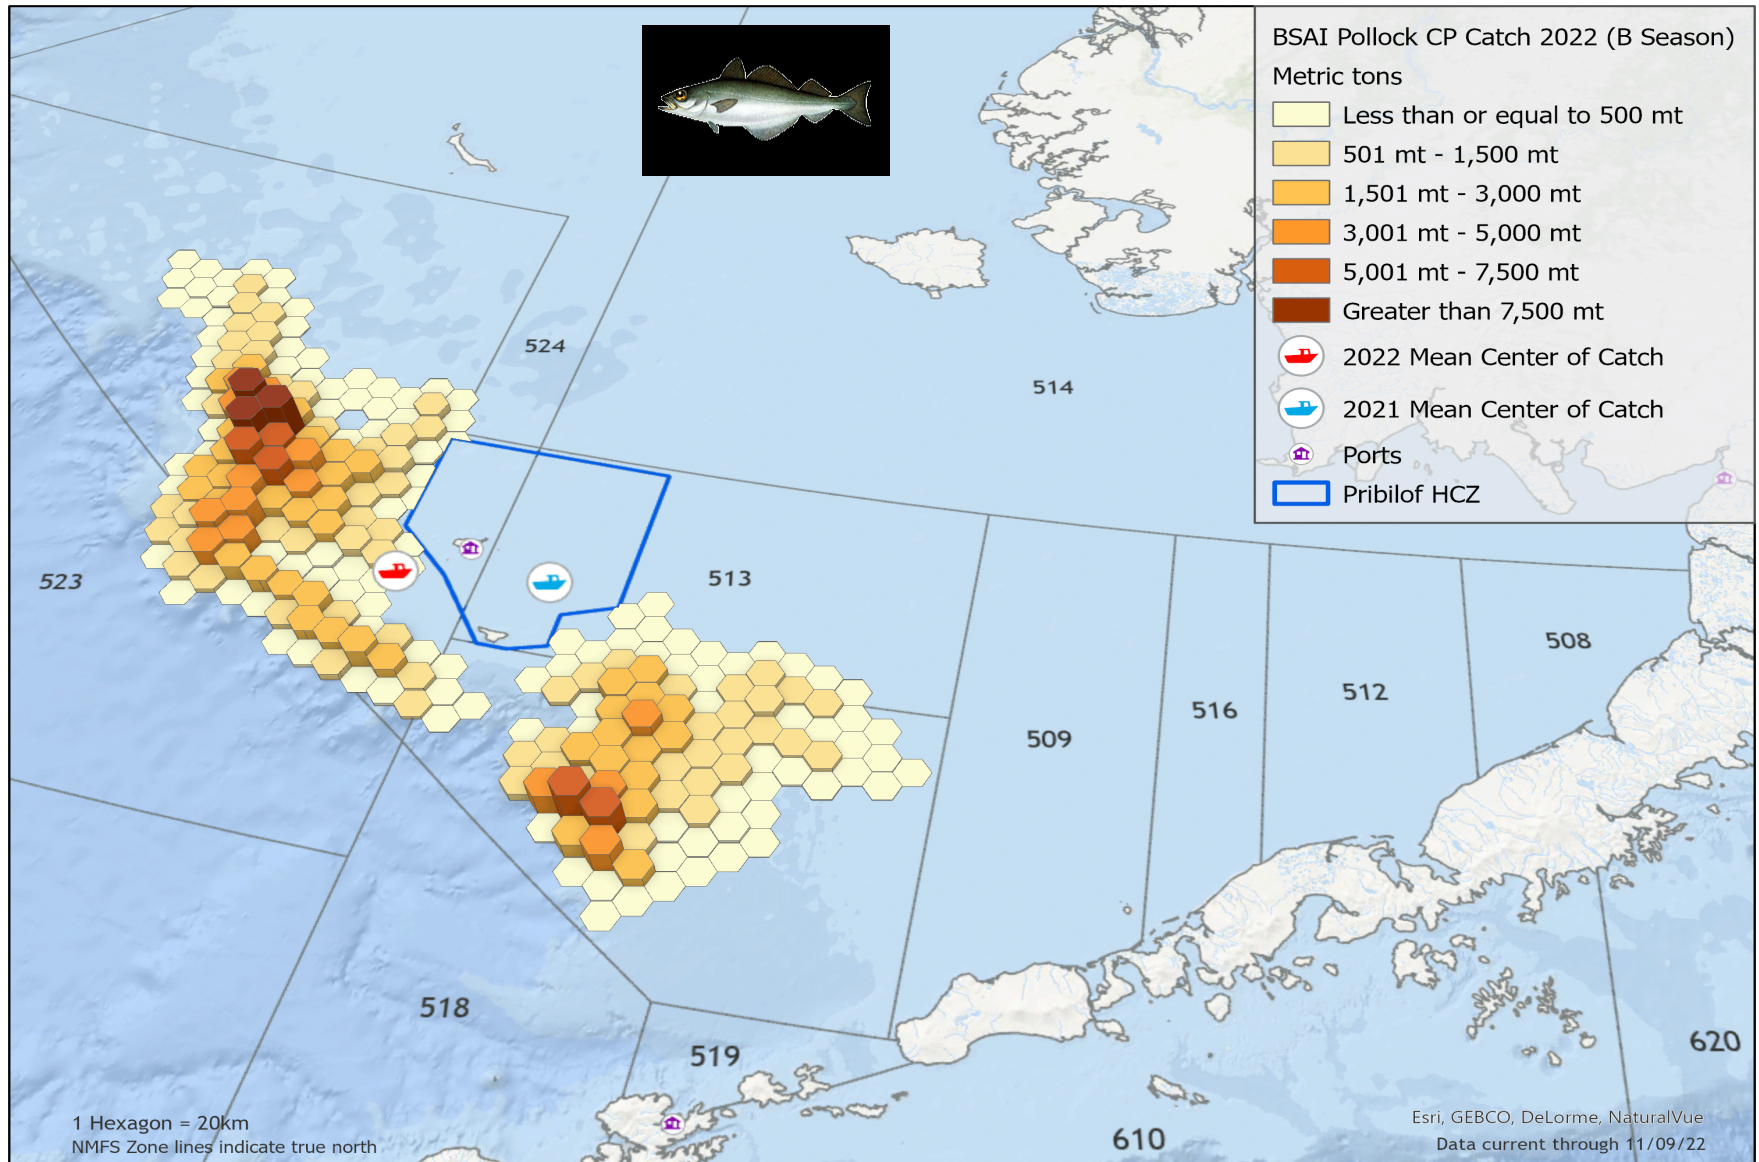 BSAI Pollock CP Catch 2022 (B Season)
Metric tons
Less than or equal to 500 mt
501 mt - 1,500 mt
1,501 mt - 3,000 mt
3,001 mt - 5,000 mt
5,001 mt - 7,500 mt
Greater than 7,500 mt
2022 Mean Center of Catch
2021 Mean Center of Catch
Ports
Pribilof HCZ
524
514
523
513
508
512
516
509
518
519
620
610
1 Hexagon = 20km
NMFS Zone lines indicate true north
Esri, GEBCO, DeLorme, NaturalVue
Data current through 11/09/22